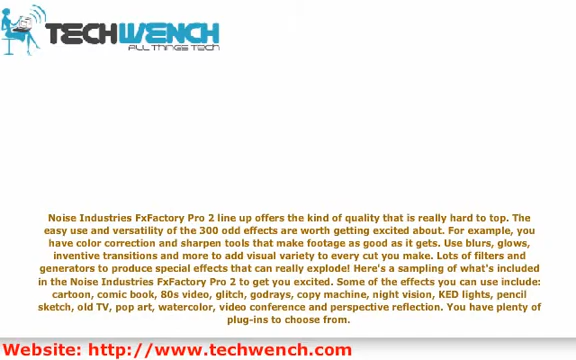 TECHWENCH
ALL THINGS TECH
Noise Industries FxFactory Pro 2 line up offers the kind of quality that is really hard to top. The
easy use and versatility of the 300 odd effects are worth getting excited about. For example, you
have color correction and sharpen tools that make footage as good as it gets. Use blurs, glows,
inventive transitions and more to add visual variety to every cut you make. Lots of filters and
generators to produce special effects that can really explode! Here's a sampling of what's included
in the Noise Industries FxFactory Pro 2 to get you excited. Some of the effects you can use include:
cartoon, comic book, 80s video, glitch, godrays, copy machine, night vision, KED lights, pencil
sketch, old TV, pop art, watercolor, video conference and perspective reflection. You have plenty of
plug-ins to choose from.
Website: http://www.techwench.com